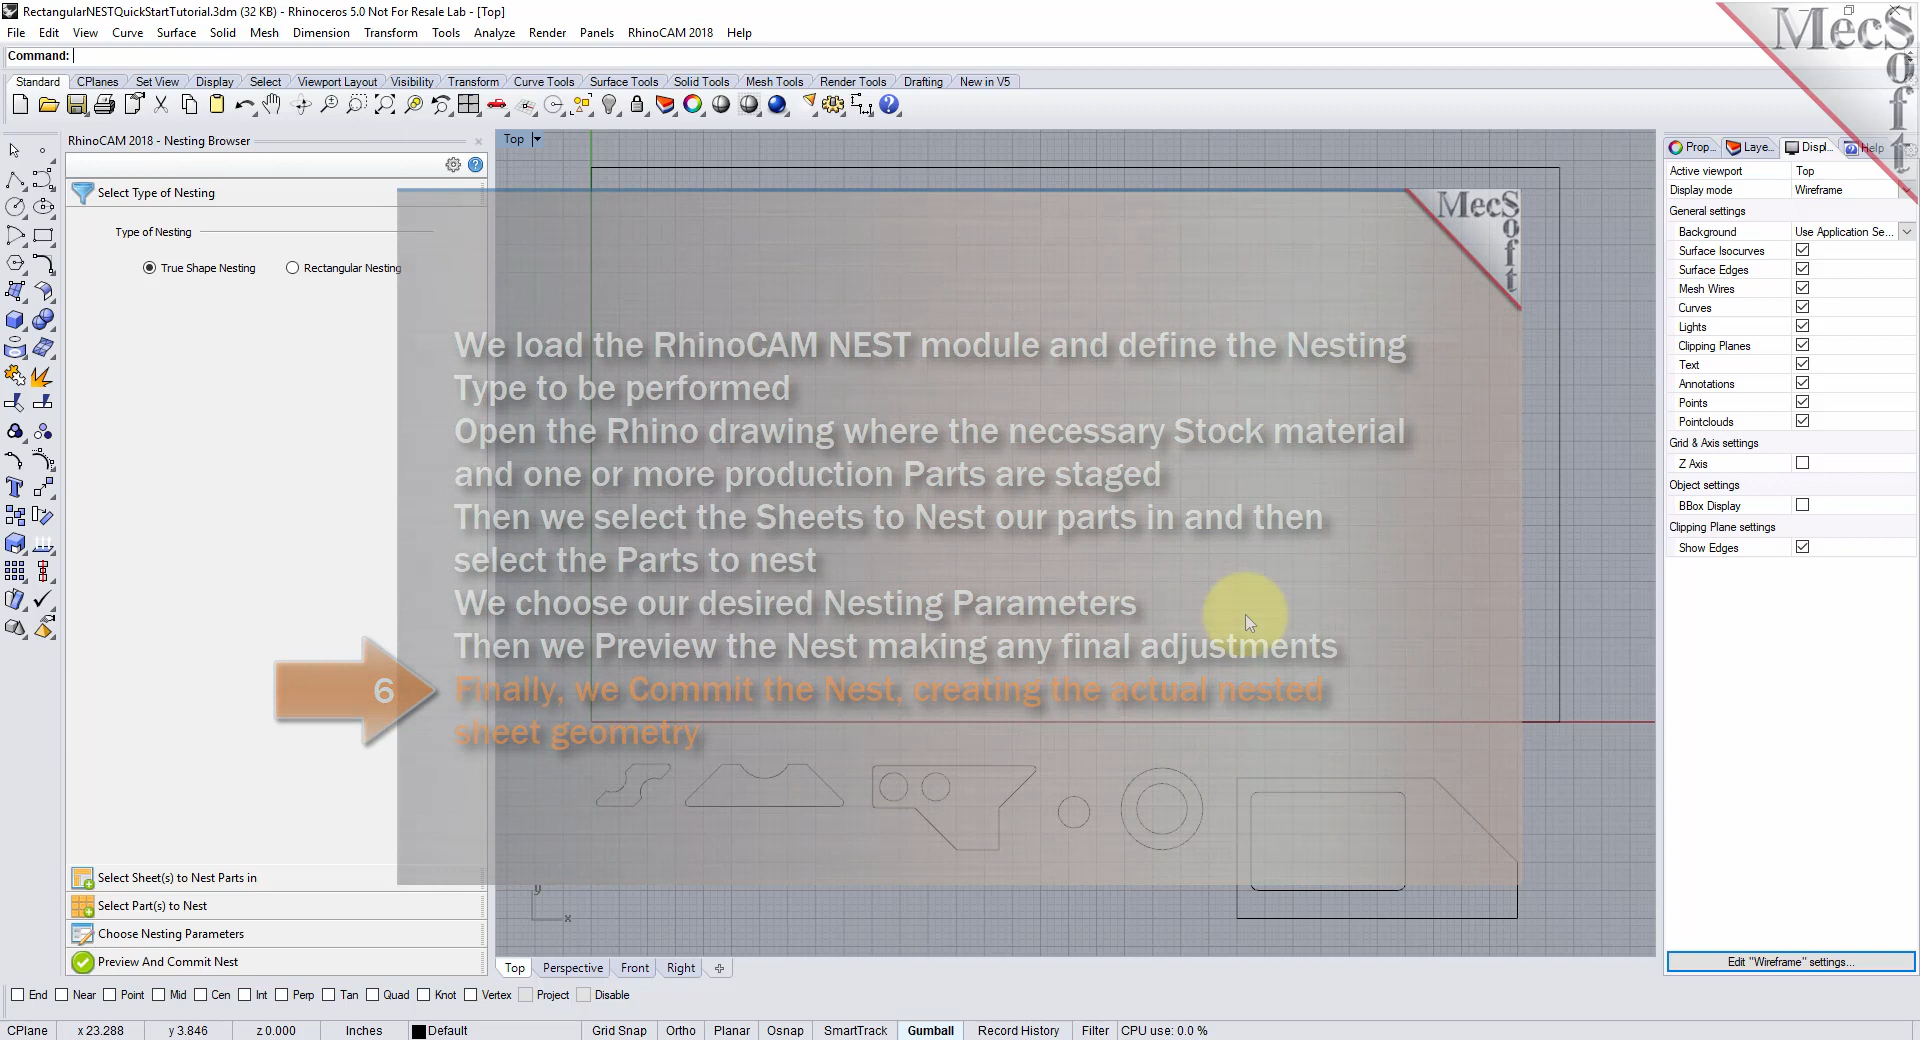 RectangularNESTQuickStartTutorial.3dm (32 KB) - Rhinoceros 5.0 Not For Resale Lab - [Top]
File Edit View Curve Surface Solid Mesh Dimension Transform Tools Analyze Render Panels RhinoCAM 2018 Help
Command:
Standard CPlanes Set View Display Select Viewport Layout Visibility Transform Curve Tools Surface Tools Solid Tools Mesh Tools Render Tools Drafting New in V5
MecSoft
RhinoCAM 2018 - Nesting Browser
Select Type of Nesting
Type of Nesting
True Shape Nesting Rectangular Nesting
Select Sheet(s) to Nest Parts in
Select Part(s) to Nest
Choose Nesting Parameters
Preview And Commit Nest
Top
MecSoft
We load the RhinoCAM NEST module and define the Nesting
Type to be performed
Open the Rhino drawing where the necessary Stock material
and one or more production Parts are staged
Then we select the Sheets to Nest our parts in and then
select the Parts to nest
We choose our desired Nesting Parameters
Then we Preview the Nest making any final adjustments
6 Finally, we Commit the Nest, creating the actual nested
sheet geometry
y
x
Top Perspective Front Right
Prop... Laye... Displ... Help
Active viewport Top
Display mode Wireframe
General settings
Background Use Application Se...
Surface Isocurves
Surface Edges
Mesh Wires
Curves
Lights
Clipping Planes
Text
Annotations
Points
Pointclouds
Grid & Axis settings
Z Axis
Object settings
BBox Display
Clipping Plane settings
Show Edges
Edit "Wireframe" settings...
End Near Point Mid Cen Int Perp Tan Quad Knot Vertex Project Disable
CPlane x 23.288 y 3.846 z 0.000 Inches Default Grid Snap Ortho Planar Osnap SmartTrack Gumball Record History Filter CPU use: 0.0 %